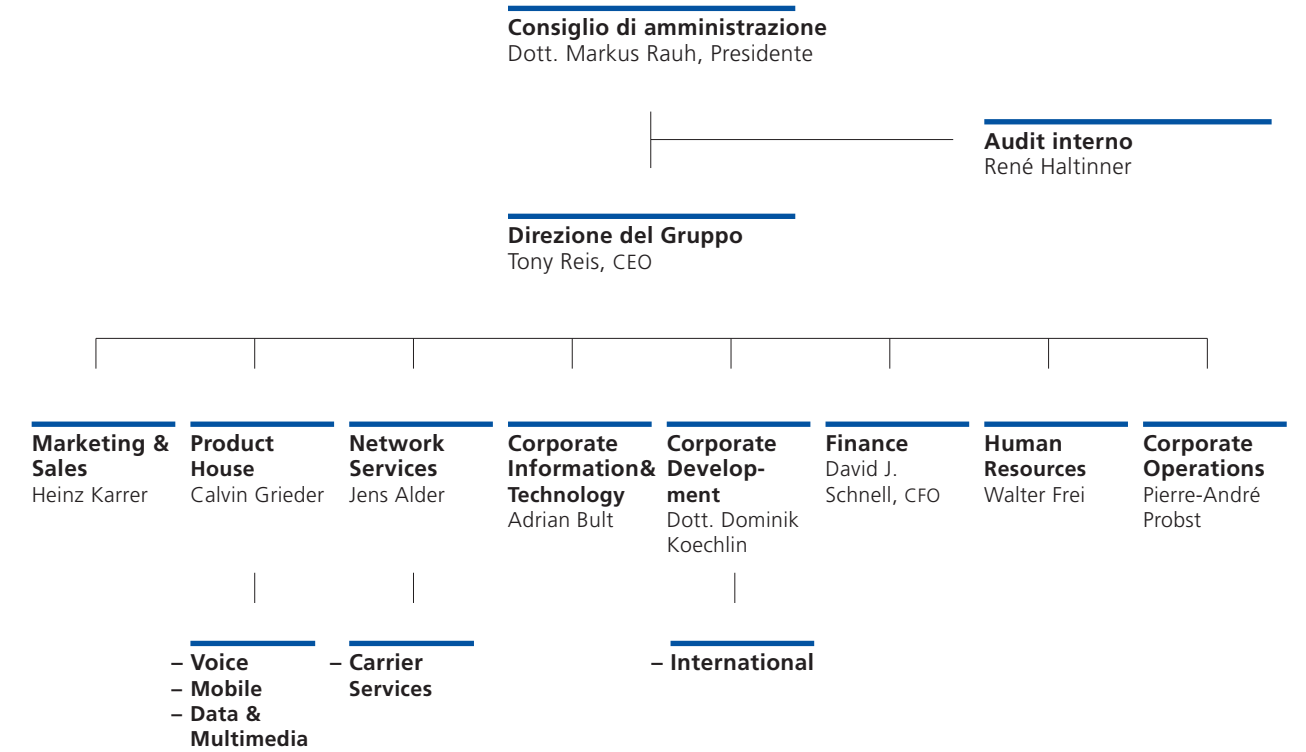 Consiglio di amministrazione
Dott. Markus Rauh, Presidente
Audit interno
René Haltinner
Direzione del Gruppo
Tony Reis, CEO
Marketing &
Sales
Heinz Karrer
Product
House
Calvin Grieder
Network
Services
Jens Alder
Corporate
Information&
Technology
Adrian Bult
Corporate
Develop-
ment
Dott. Dominik
Koechlin
Finance
David J.
Schnell, CFO
Human
Resources
Walter Frei
Corporate
Operations
Pierre-André
Probst
– Voice
– Mobile
– Data &
Multimedia
– Carrier
Services
– International